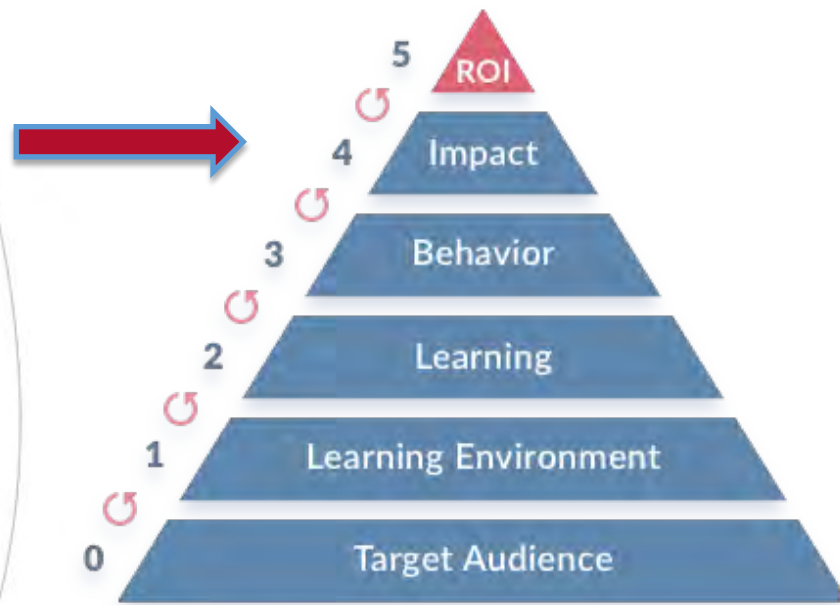 5
ROI
4
Impact
3
Behavior
2
Learning
1
Learning Environment
0
Target Audience